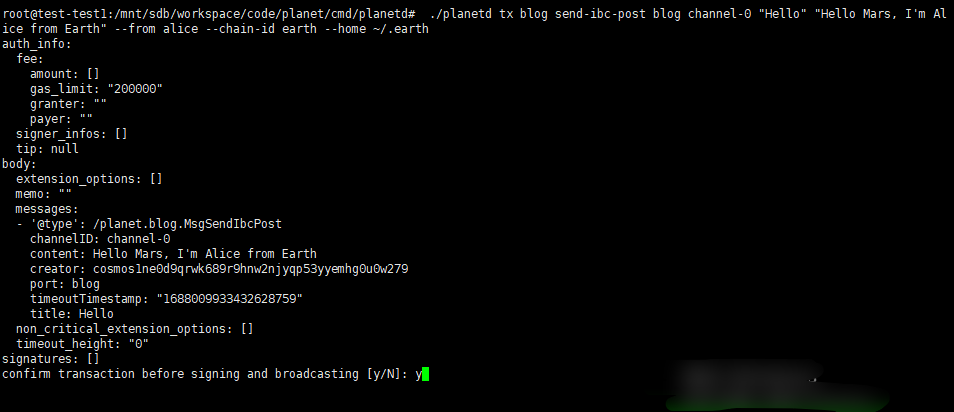 root@test-test1:/mnt/sdb/workspace/code/planet/cmd/planetd#  ./planetd tx blog send-ibc-post blog channel-0 "Hello" "Hello Mars, I'm Al
ice from Earth" --from alice --chain-id earth --home ~/.earth
auth_info:
  fee:
    amount: []
    gas_limit: "200000"
    granter: ""
    payer: ""
  signer_infos: []
  tip: null
body:
  extension_options: []
  memo: ""
  messages:
  - '@type': /planet.blog.MsgSendIbcPost
    channelID: channel-0
    content: Hello Mars, I'm Alice from Earth
    creator: cosmos1ne0d9qrwk689r9hnw2njyqp53yyemhg0u0w279
    port: blog
    timeoutTimestamp: "1688009933432628759"
    title: Hello
  non_critical_extension_options: []
  timeout_height: "0"
signatures: []
confirm transaction before signing and broadcasting [y/N]: y